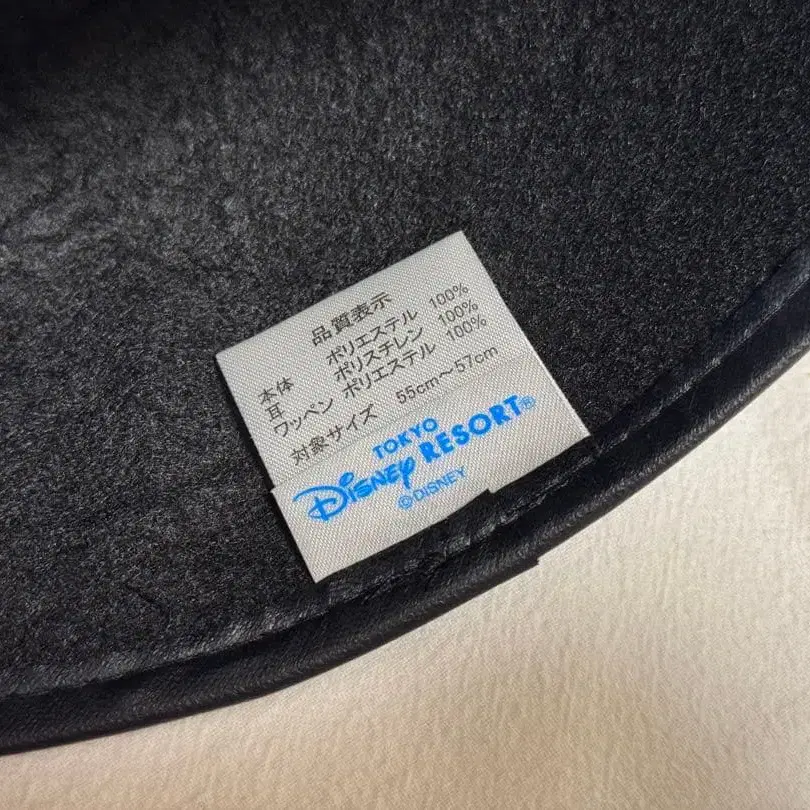 品質表示
本体 ポリエステル 100%
耳 ポリスチレン 100%
ワッペン ポリエステル 100%
対象サイズ 55cm～57cm
TOKYO
DISNEY RESORT®
©DISNEY